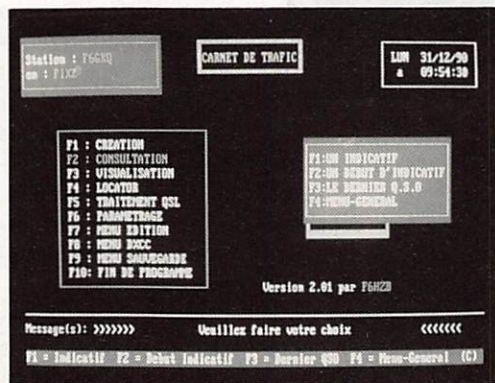 Station : F6GXQ
en : F1XZ
CARNET DE TRAFIC
LUN 31/12/90
a 09:54:30
F1 : CREATION
F2 : CONSULTATION
F3 : VISUALISATION
F4 : LOCATOR
F5 : TRAITEMENT QSL
F6 : PARAMETRAGE
F7 : MENU EDITION
F8 : MENU DXCC
F9 : MENU SAUVEGARDE
F10: FIN DE PROGRAMME
F1:UN INDICATIF
F2:UN DEBUT D'INDICATIF
F3:LE DERNIER Q.S.O
F4:MENU-GENERAL
Version 2.01 par F6HZB
Message(s): >>>>>>> Veuillez faire votre choix <<<<<<<
F1 = Indicatif F2 = Debut Indicatif F3 = Dernier QSO F4 = Menu-General (C)